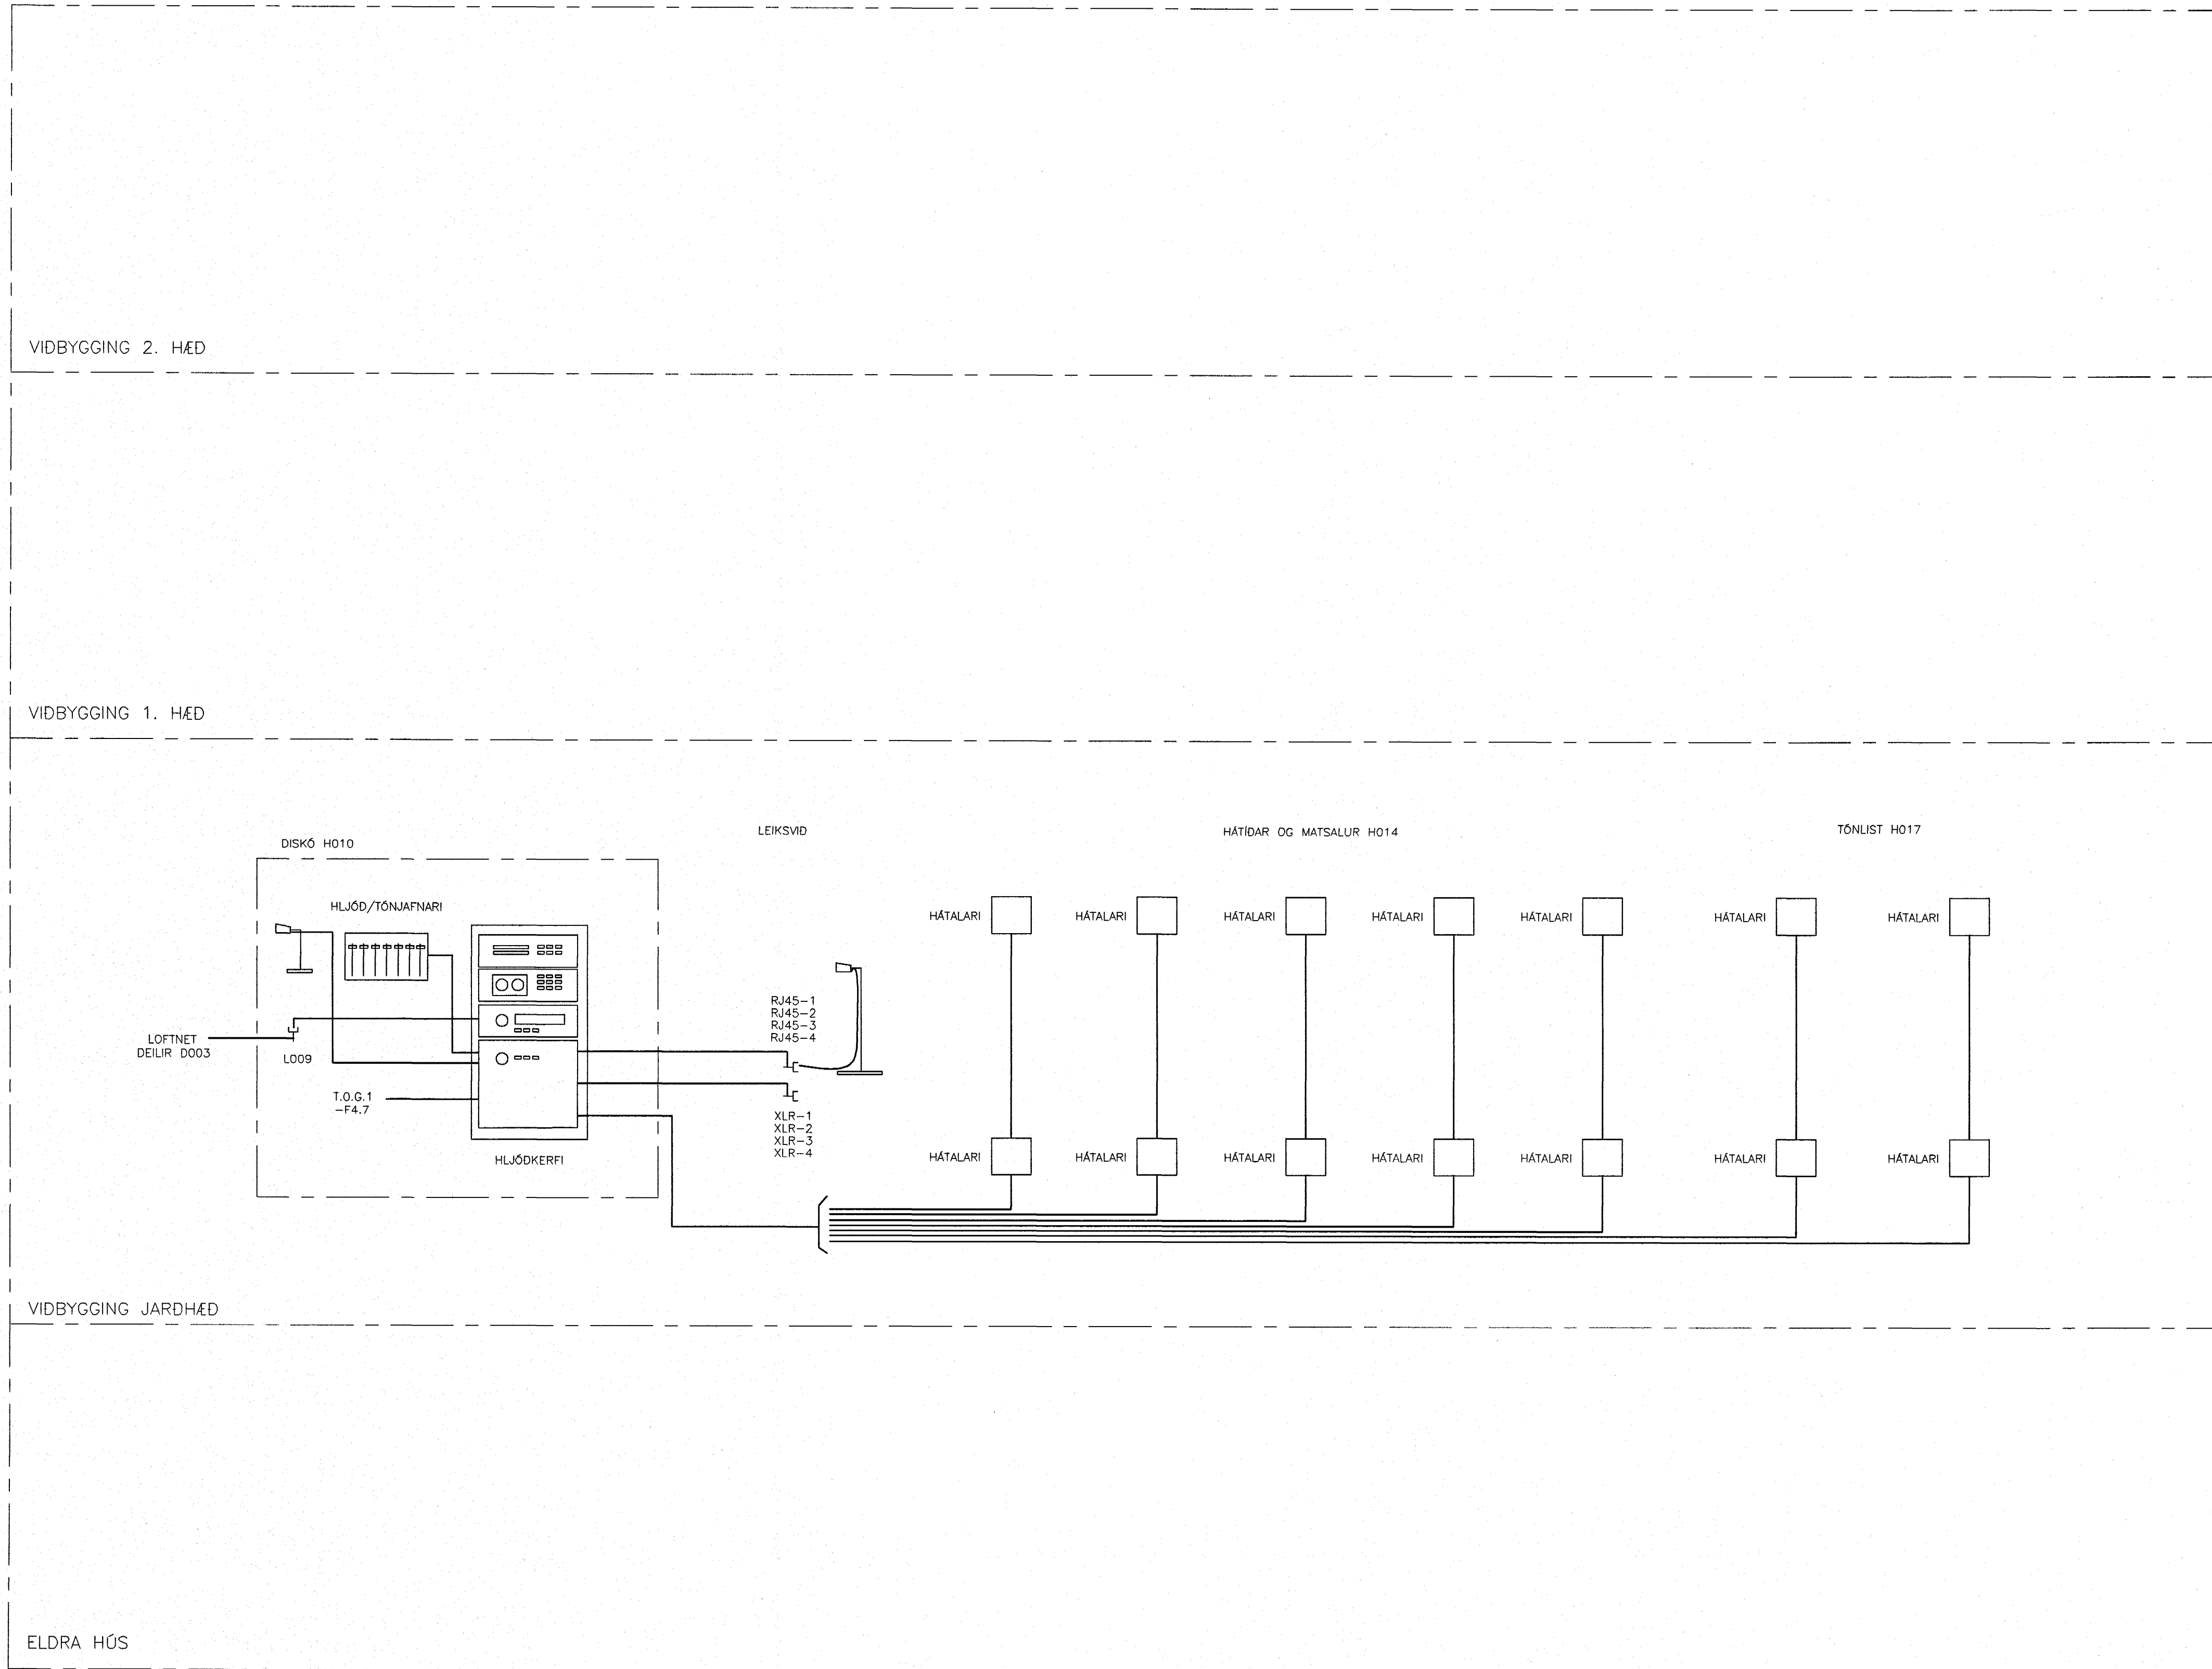 VIÐBYGGING 2. HÆÐ
VIÐBYGGING 1. HÆÐ
DISKÓ H010
LEIKSVIÐ
HÁTÍÐAR OG MATSALUR H014
TÓNLIST H017
HLJÓÐ/TÓNJAFNARI
HÁTALARI
HÁTALARI
HÁTALARI
HÁTALARI
HÁTALARI
HÁTALARI
HÁTALARI
RJ45-1
RJ45-2
RJ45-3
RJ45-4
LOFTNET
DEILIR D003
L009
T.O.G.1
-F4.7
XLR-1
XLR-2
XLR-3
XLR-4
HLJÓÐKERFI
HÁTALARI
HÁTALARI
HÁTALARI
HÁTALARI
HÁTALARI
HÁTALARI
HÁTALARI
VIÐBYGGING JARÐHÆÐ
ELDRA HÚS